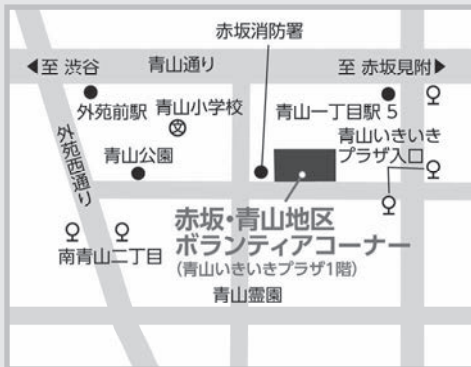 赤坂消防署
◀至 渋谷
青山通り
至 赤坂見附▶
外苑前駅
青山小学校
文
青山一丁目駅 5
外苑西通り
青山公園
青山いきいき
プラザ入口
赤坂・青山地区
ボランティアコーナー
(青山いきいきプラザ1階)
南青山二丁目
青山霊園